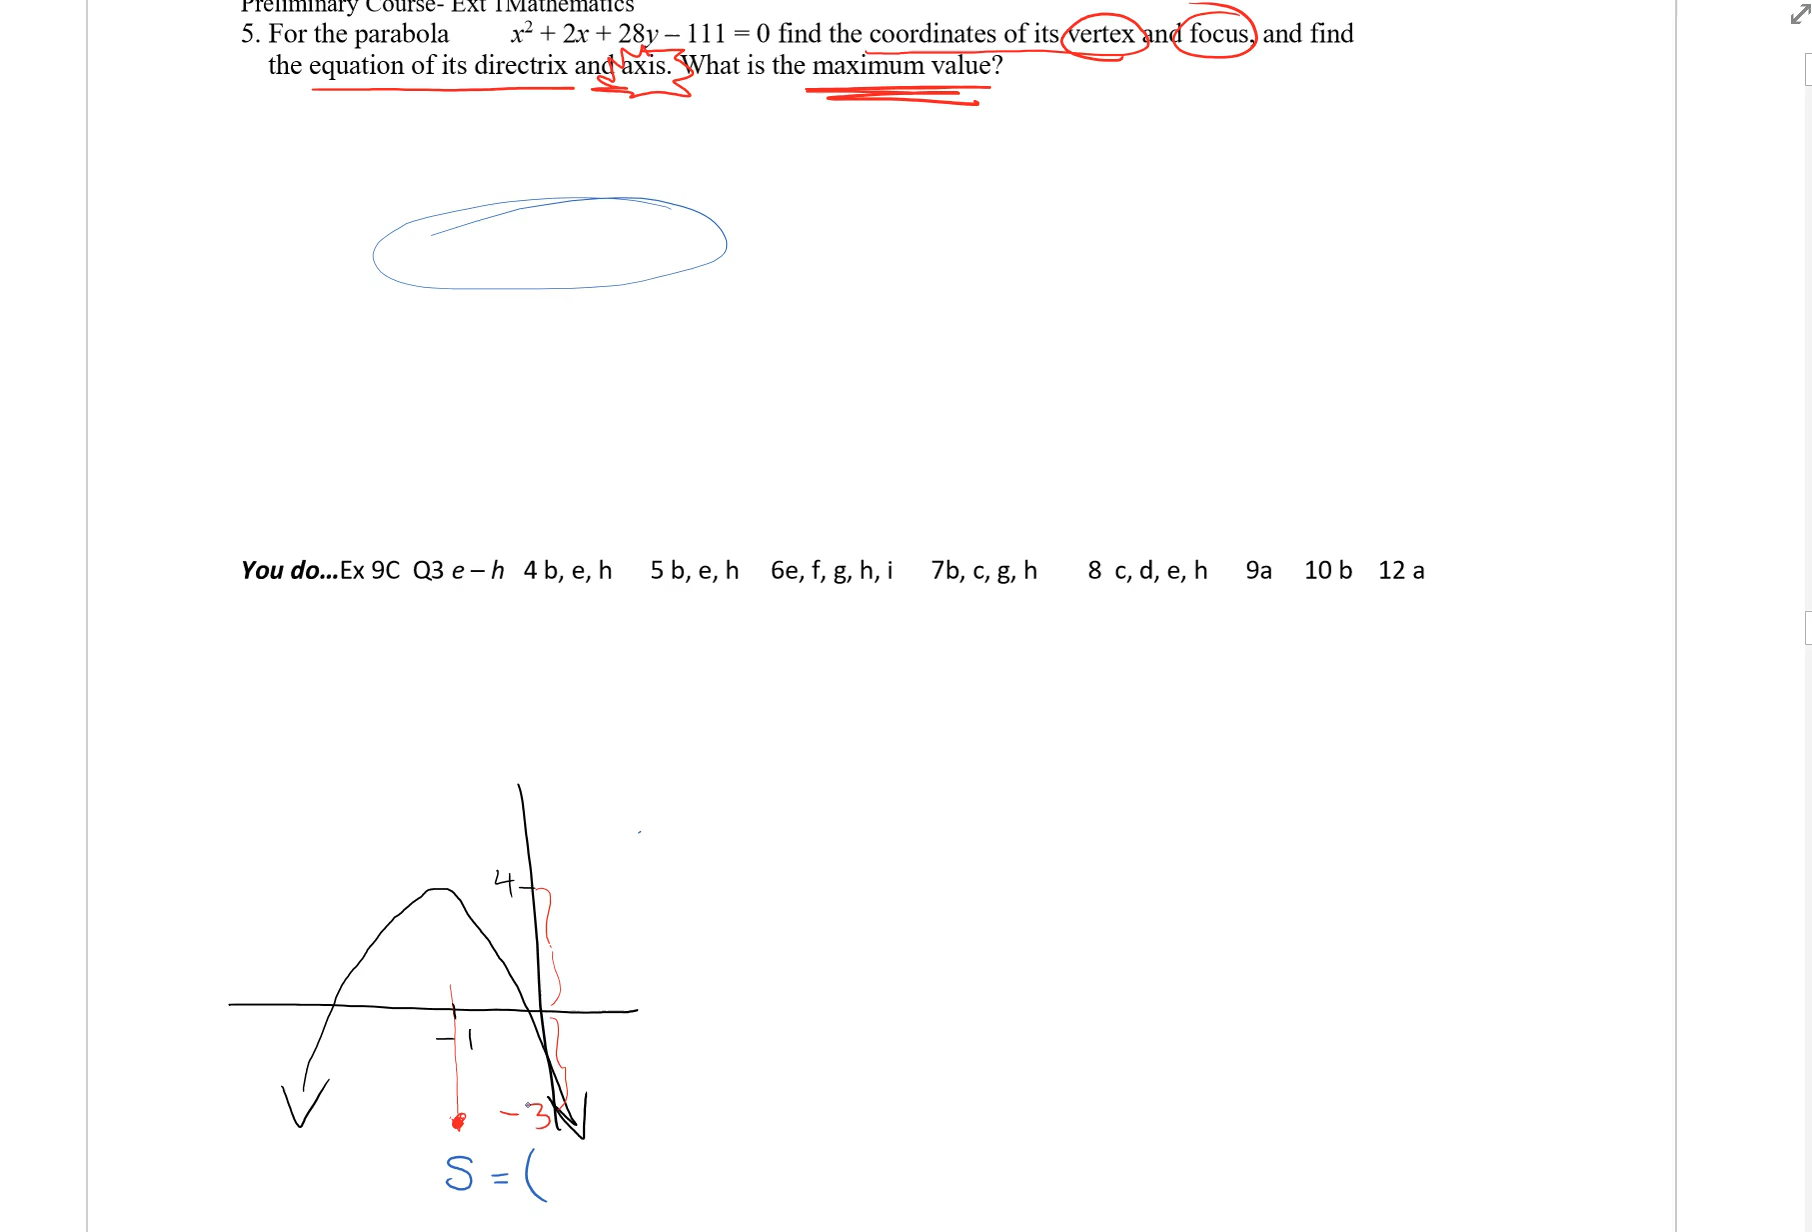 Preliminary Course- Ext 1Mathematics
5. For the parabola x² + 2x + 28y – 111 = 0 find the coordinates of its vertex and focus, and find
the equation of its directrix and axis. What is the maximum value?
You do...Ex 9C Q3 e – h 4 b, e, h 5 b, e, h 6e, f, g, h, i 7b, c, g, h 8 c, d, e, h 9a 10 b 12 a
4
–1
–3
S = (